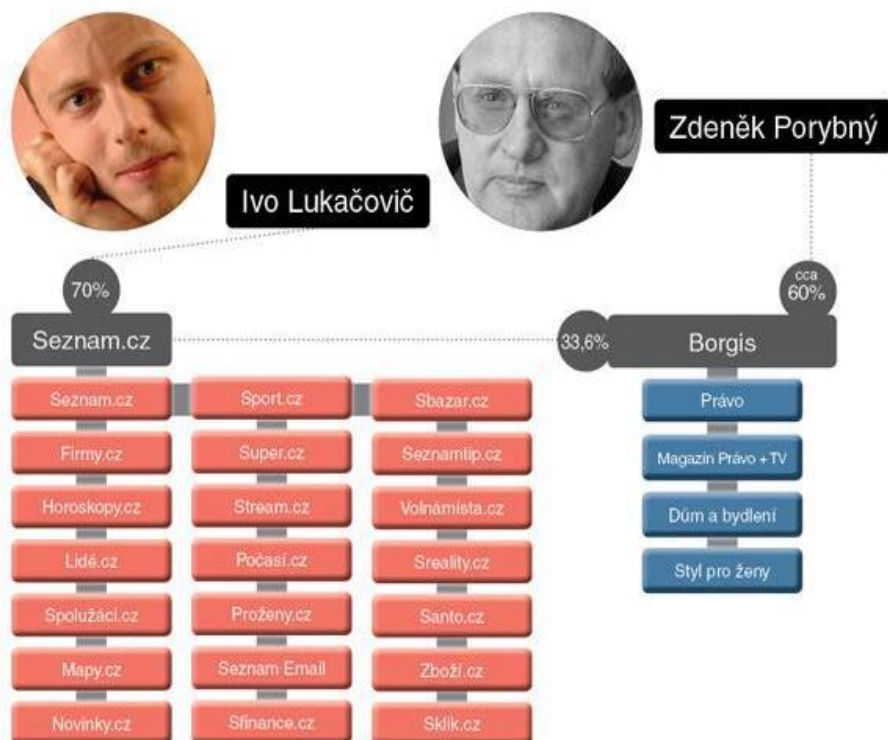 Zdeněk Porybný
Ivo Lukačovič
70%
cca
60%
Seznam.cz
33,6%
Borgis
Seznam.cz
Sport.cz
Sbazar.cz
Právo
Firmy.cz
Super.cz
Seznamtip.cz
Magazín Právo + TV
Horoskopy.cz
Stream.cz
Volnámísta.cz
Dům a bydlení
Lidé.cz
Počasí.cz
Sreality.cz
Styl pro ženy
Spolužáci.cz
Proženy.cz
Santo.cz
Mapy.cz
Seznam Email
Zboží.cz
Novinky.cz
Sfinance.cz
Sklik.cz